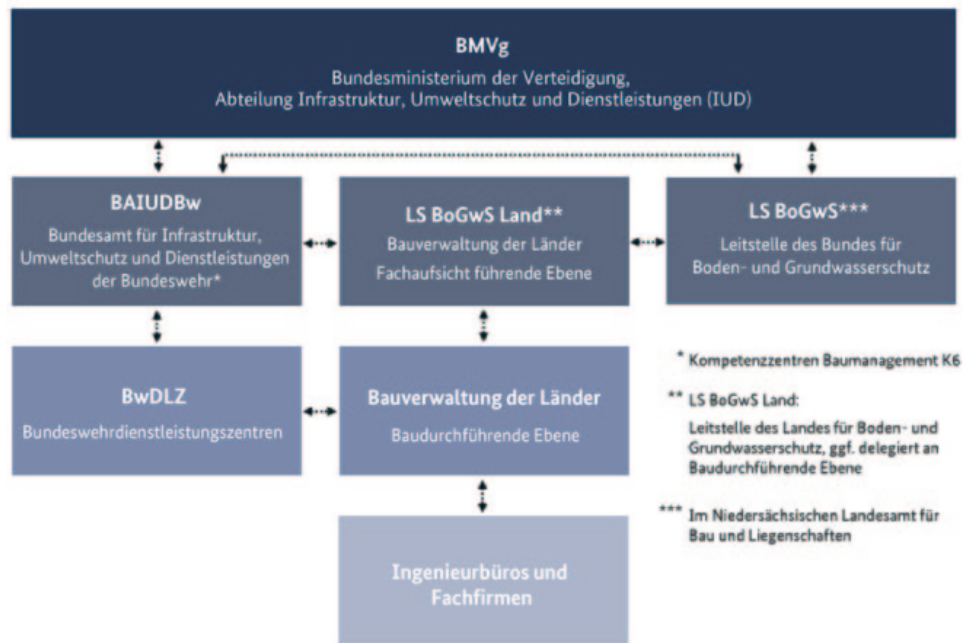 BMVg
Bundesministerium der Verteidigung,
Abteilung Infrastruktur, Umweltschutz und Dienstleistungen (IUD)
BAIUDBw
Bundesamt für Infrastruktur,
Umweltschutz und Dienstleistungen
der Bundeswehr*
LS BoGwS Land**
Bauverwaltung der Länder
Fachaufsicht führende Ebene
LS BoGwS***
Leitstelle des Bundes für
Boden- und Grundwasserschutz
BwDLZ
Bundeswehrdienstleistungszentren
Bauverwaltung der Länder
Baudurchführende Ebene
Ingenieurbüros und
Fachfirmen
* Kompetenzzentren Baumanagement K6
** LS BoGwS Land:
Leitstelle des Landes für Boden- und
Grundwasserschutz, ggf. delegiert an
Baudurchführende Ebene
*** Im Niedersächsischen Landesamt für
Bau und Liegenschaften